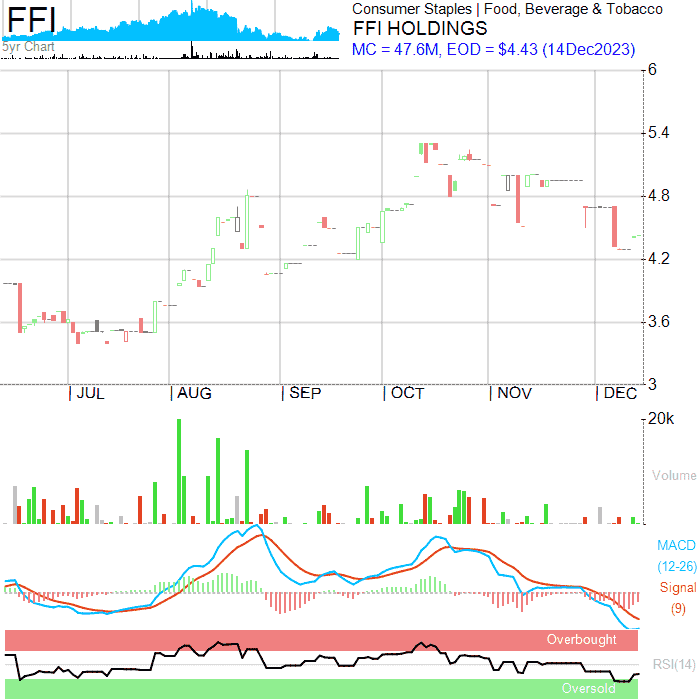 FFI
5yr Chart
Consumer Staples | Food, Beverage & Tobacco
FFI HOLDINGS
MC = 47.6M, EOD = $4.43 (14Dec2023)
6
5.4
4.8
4.2
3.6
3
| JUL | AUG | SEP | OCT | NOV | DEC
20k
Volume
MACD
(12-26)
Signal
(9)
Overbought
RSI(14)
Oversold